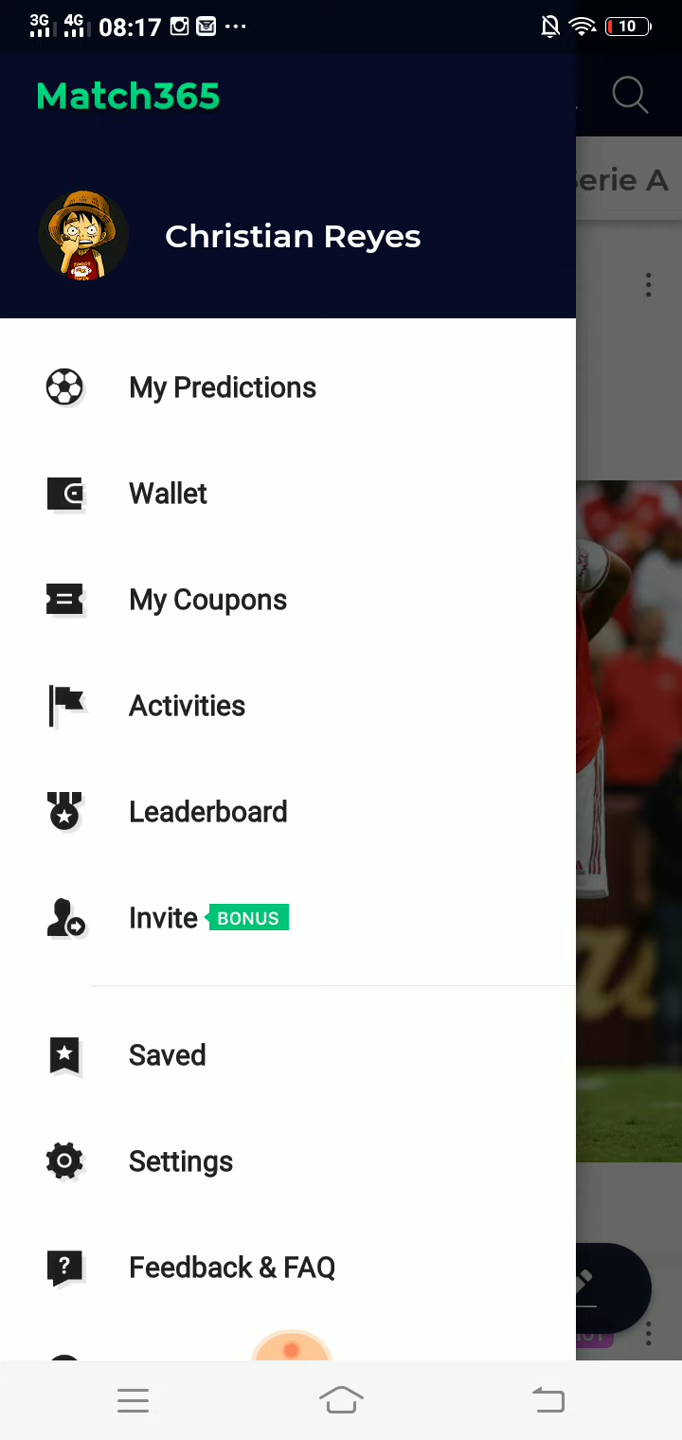 3G 4G 08:17 10
Match365
Serie A
Christian Reyes
My Predictions
Wallet
My Coupons
Activities
Leaderboard
Invite BONUS
Saved
Settings
Feedback & FAQ